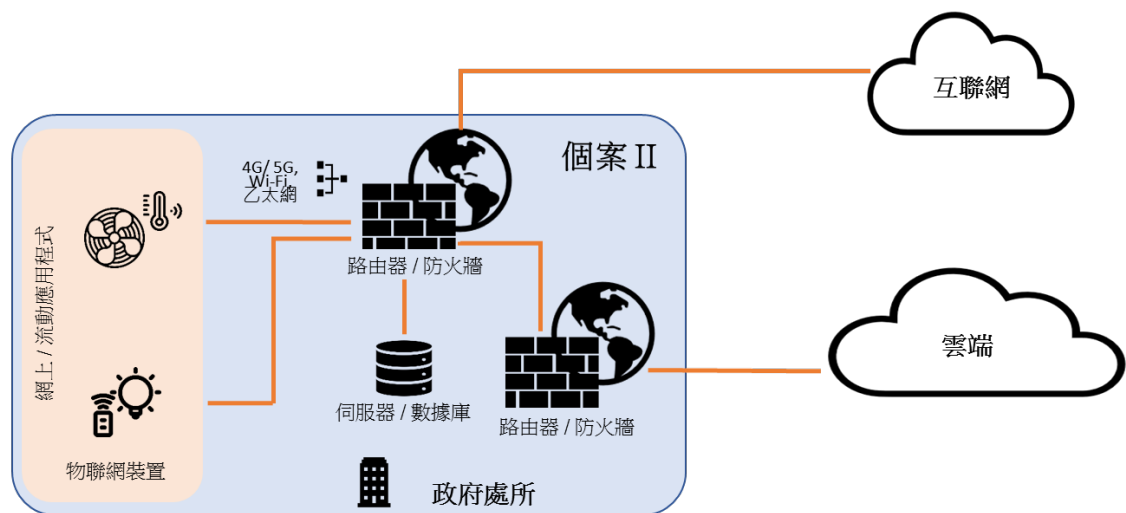 互聯網
個案 II
4G/ 5G,
Wi-Fi,
乙太網
路由器 / 防火牆
網上 / 流動應用程式
雲端
伺服器 / 數據庫
路由器 / 防火牆
物聯網裝置
政府處所